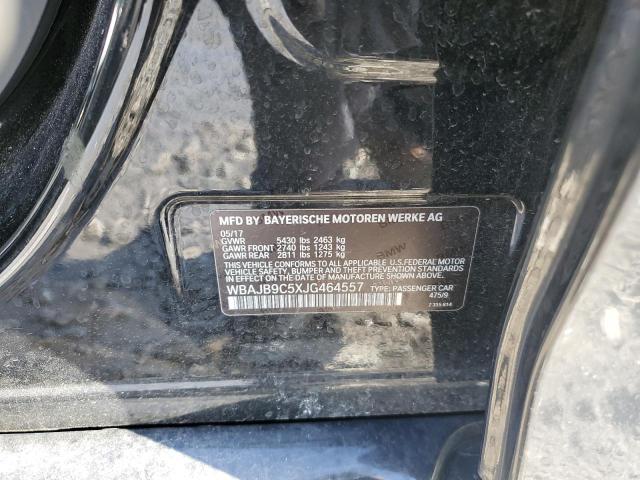 MFD BY BAYERISCHE MOTOREN WERKE AG
05/17
GVWR 5430 lbs 2463 kg
GAWR FRONT 2740 lbs 1243 kg
GAWR REAR 2811 lbs 1275 kg
THIS VEHICLE CONFORMS TO ALL APPLICABLE U.S.FEDERAL MOTOR
VEHICLE SAFETY, BUMPER AND THEFT PREVENTION STANDARDS
IN EFFECT ON THE DATE OF MANUFACTURE SHOWN ABOVE.
WBAJB9C5XJG464557 TYPE: PASSENGER CAR
475/9